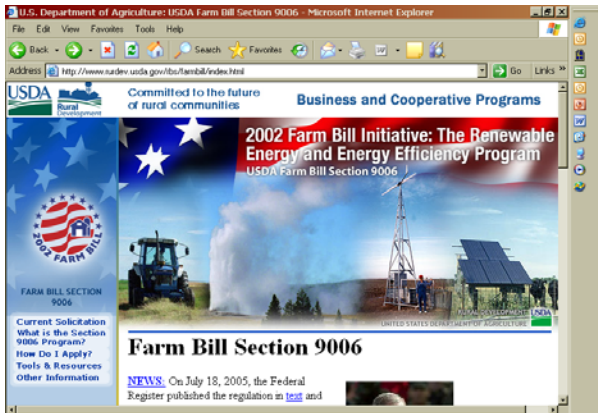 U.S. Department of Agriculture: USDA Farm Bill Section 9006 - Microsoft Internet Explorer
File Edit View Favorites Tools Help
Back Search Favorites
Address http://www.rurdev.usda.gov/rbs/farmbill/index.html Go Links »
USDA
Rural
Development
Committed to the future
of rural communities
Business and Cooperative Programs
2002 Farm Bill Initiative: The Renewable
Energy and Energy Efficiency Program
USDA Farm Bill Section 9006
2002 FARM BILL
FARM BILL SECTION
9006
Current Solicitation
What is the Section
9006 Program?
How Do I Apply?
Tools & Resources
Other Information
RURAL DEVELOPMENT USDA
UNITED STATES DEPARTMENT OF AGRICULTURE
Farm Bill Section 9006
NEWS: On July 18, 2005, the Federal
Register published the regulation in text and